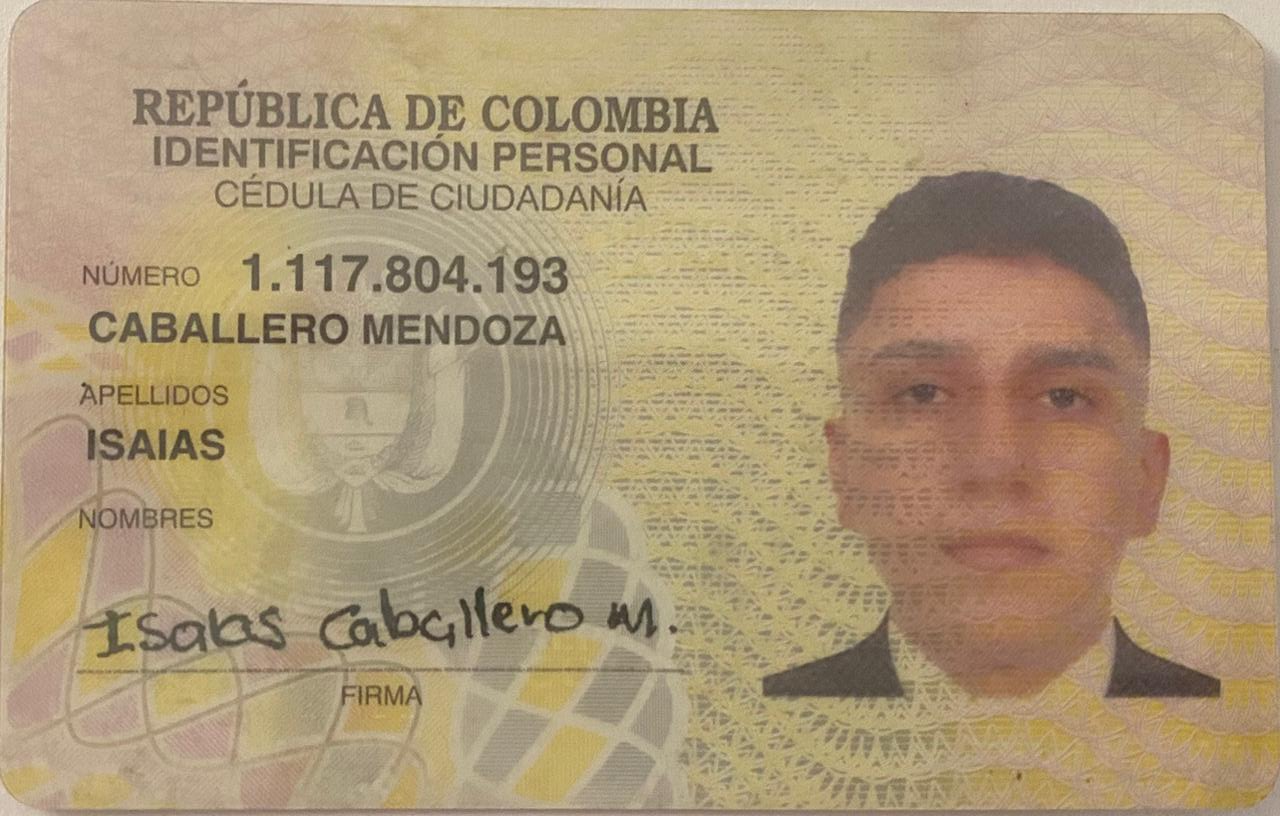 REPÚBLICA DE COLOMBIA
IDENTIFICACIÓN PERSONAL
CÉDULA DE CIUDADANÍA
NÚMERO 1.117.804.193
CABALLERO MENDOZA
APELLIDOS
ISAIAS
NOMBRES
Isaias Caballero M.
FIRMA